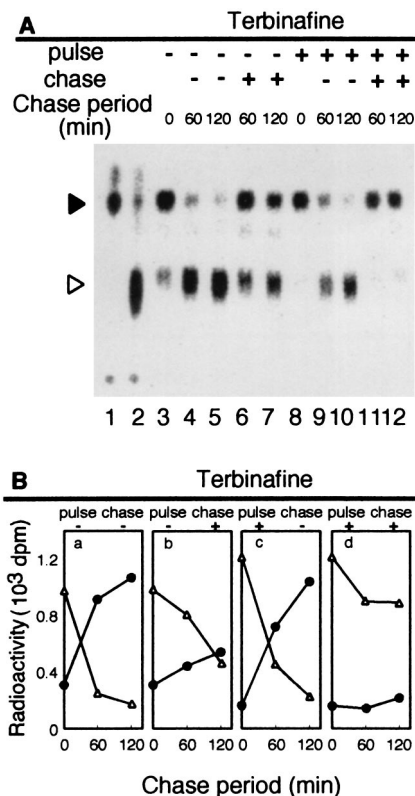 A
Terbinafine
pulse - - - - - + + + + +
chase - - + + - - + +
Chase period
(min) 0 60 120 60 120 0 60 120 60 120
1 2 3 4 5 6 7 8 9 10 11 12
B
Terbinafine
pulse chase pulse chase pulse chase pulse chase
- - - + + - + +
a b c d
Radioactivity (10³ dpm)
1.2
0.8
0.4
0
0 60 120 0 60 120 0 60 120 0 60 120
Chase period (min)